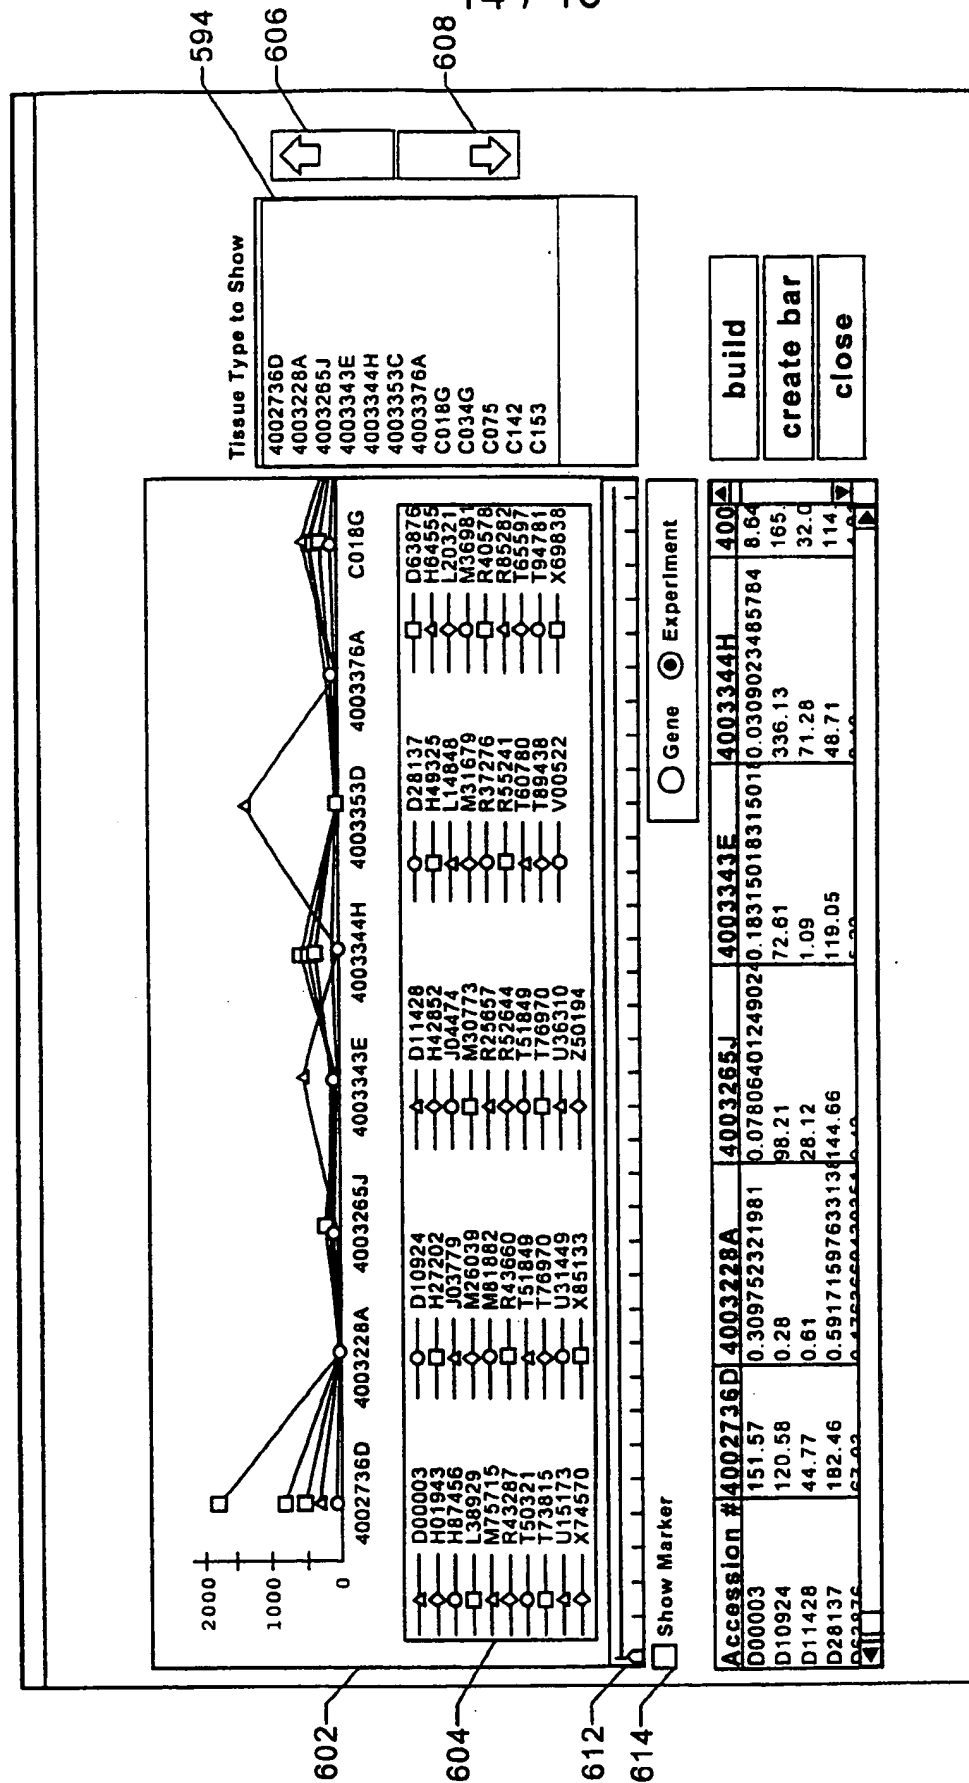 14 / 16
594
606
608
602
604
612
614
Tissue Type to Show
4002736D
4003228A
4003265J
4003343E
4003344H
4003353C
4003376A
C018G
C034G
C075
C142
C153
2000
1000
0
4002736D 4003228A 4003265J 4003343E 4003344H 4003353D 4003376A C018G
D00003 D10924 D11428 D28137 D63876
H01943 H27202 H42852 H49325 H64555
H87456 J03779 J04474 L14848 L20321
L38929 M26039 M30773 M31679 M36981
M75715 M81882 R25657 R37276 R40578
R43287 R43660 R52644 R55241 R85282
T50321 T51849 T51849 T60780 T65597
T73815 T76970 T76970 T89438 T94781
U15173 U31449 U36310 V00522 X69838
X74570 X85133 Z50194
Show Marker
Gene Experiment
build
create bar
close
Accession # 4002736D 4003228A 4003265J 4003343E 4003344H 400
D00003 151.57 0.309752321981 0.0780640124902 40.18315018315018 0.0309023485784 8.64
D10924 120.58 0.28 98.21 72.61 336.13 165.
D11428 44.77 0.61 28.12 1.09 71.28 32.0
D28137 182.46 0.591715976331 38 144.66 119.05 48.71 114